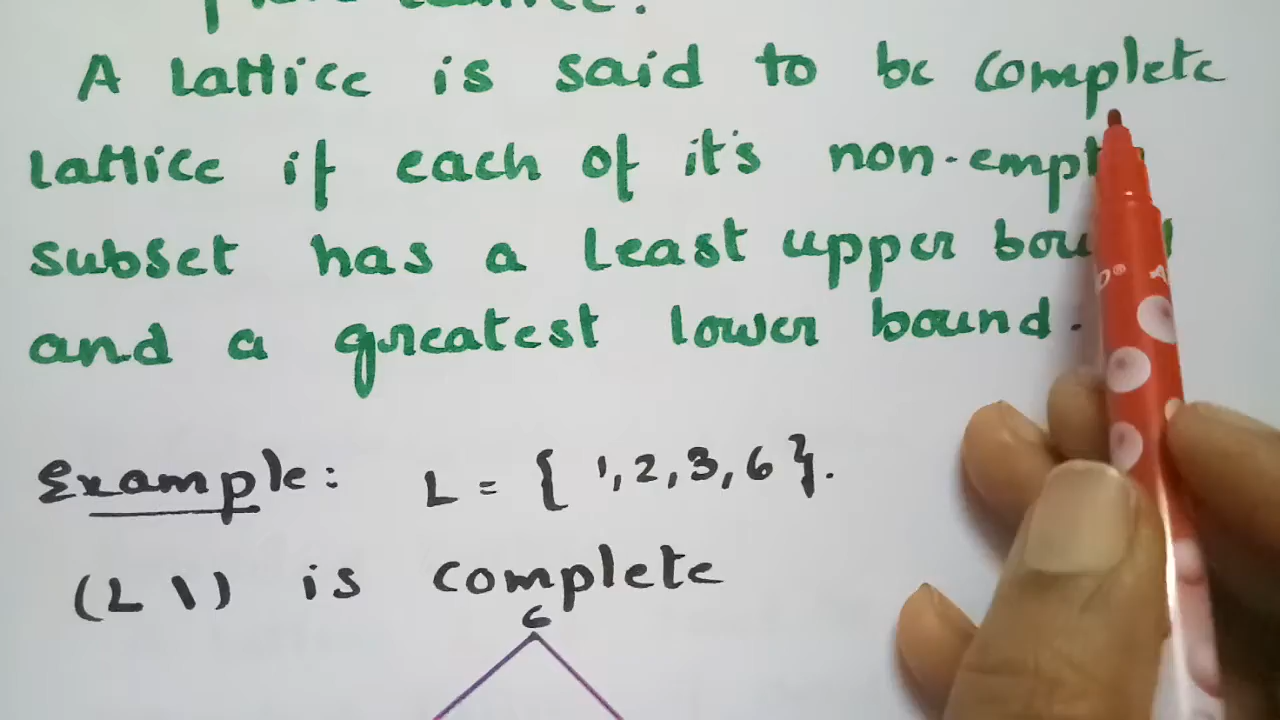 A Lattice is said to be complete
Lattice if each of it's non-empt
subset has a Least upper bou
and a greatest lower bound.
Example: L = { 1, 2, 3, 6 }.
(L \) is complete
6